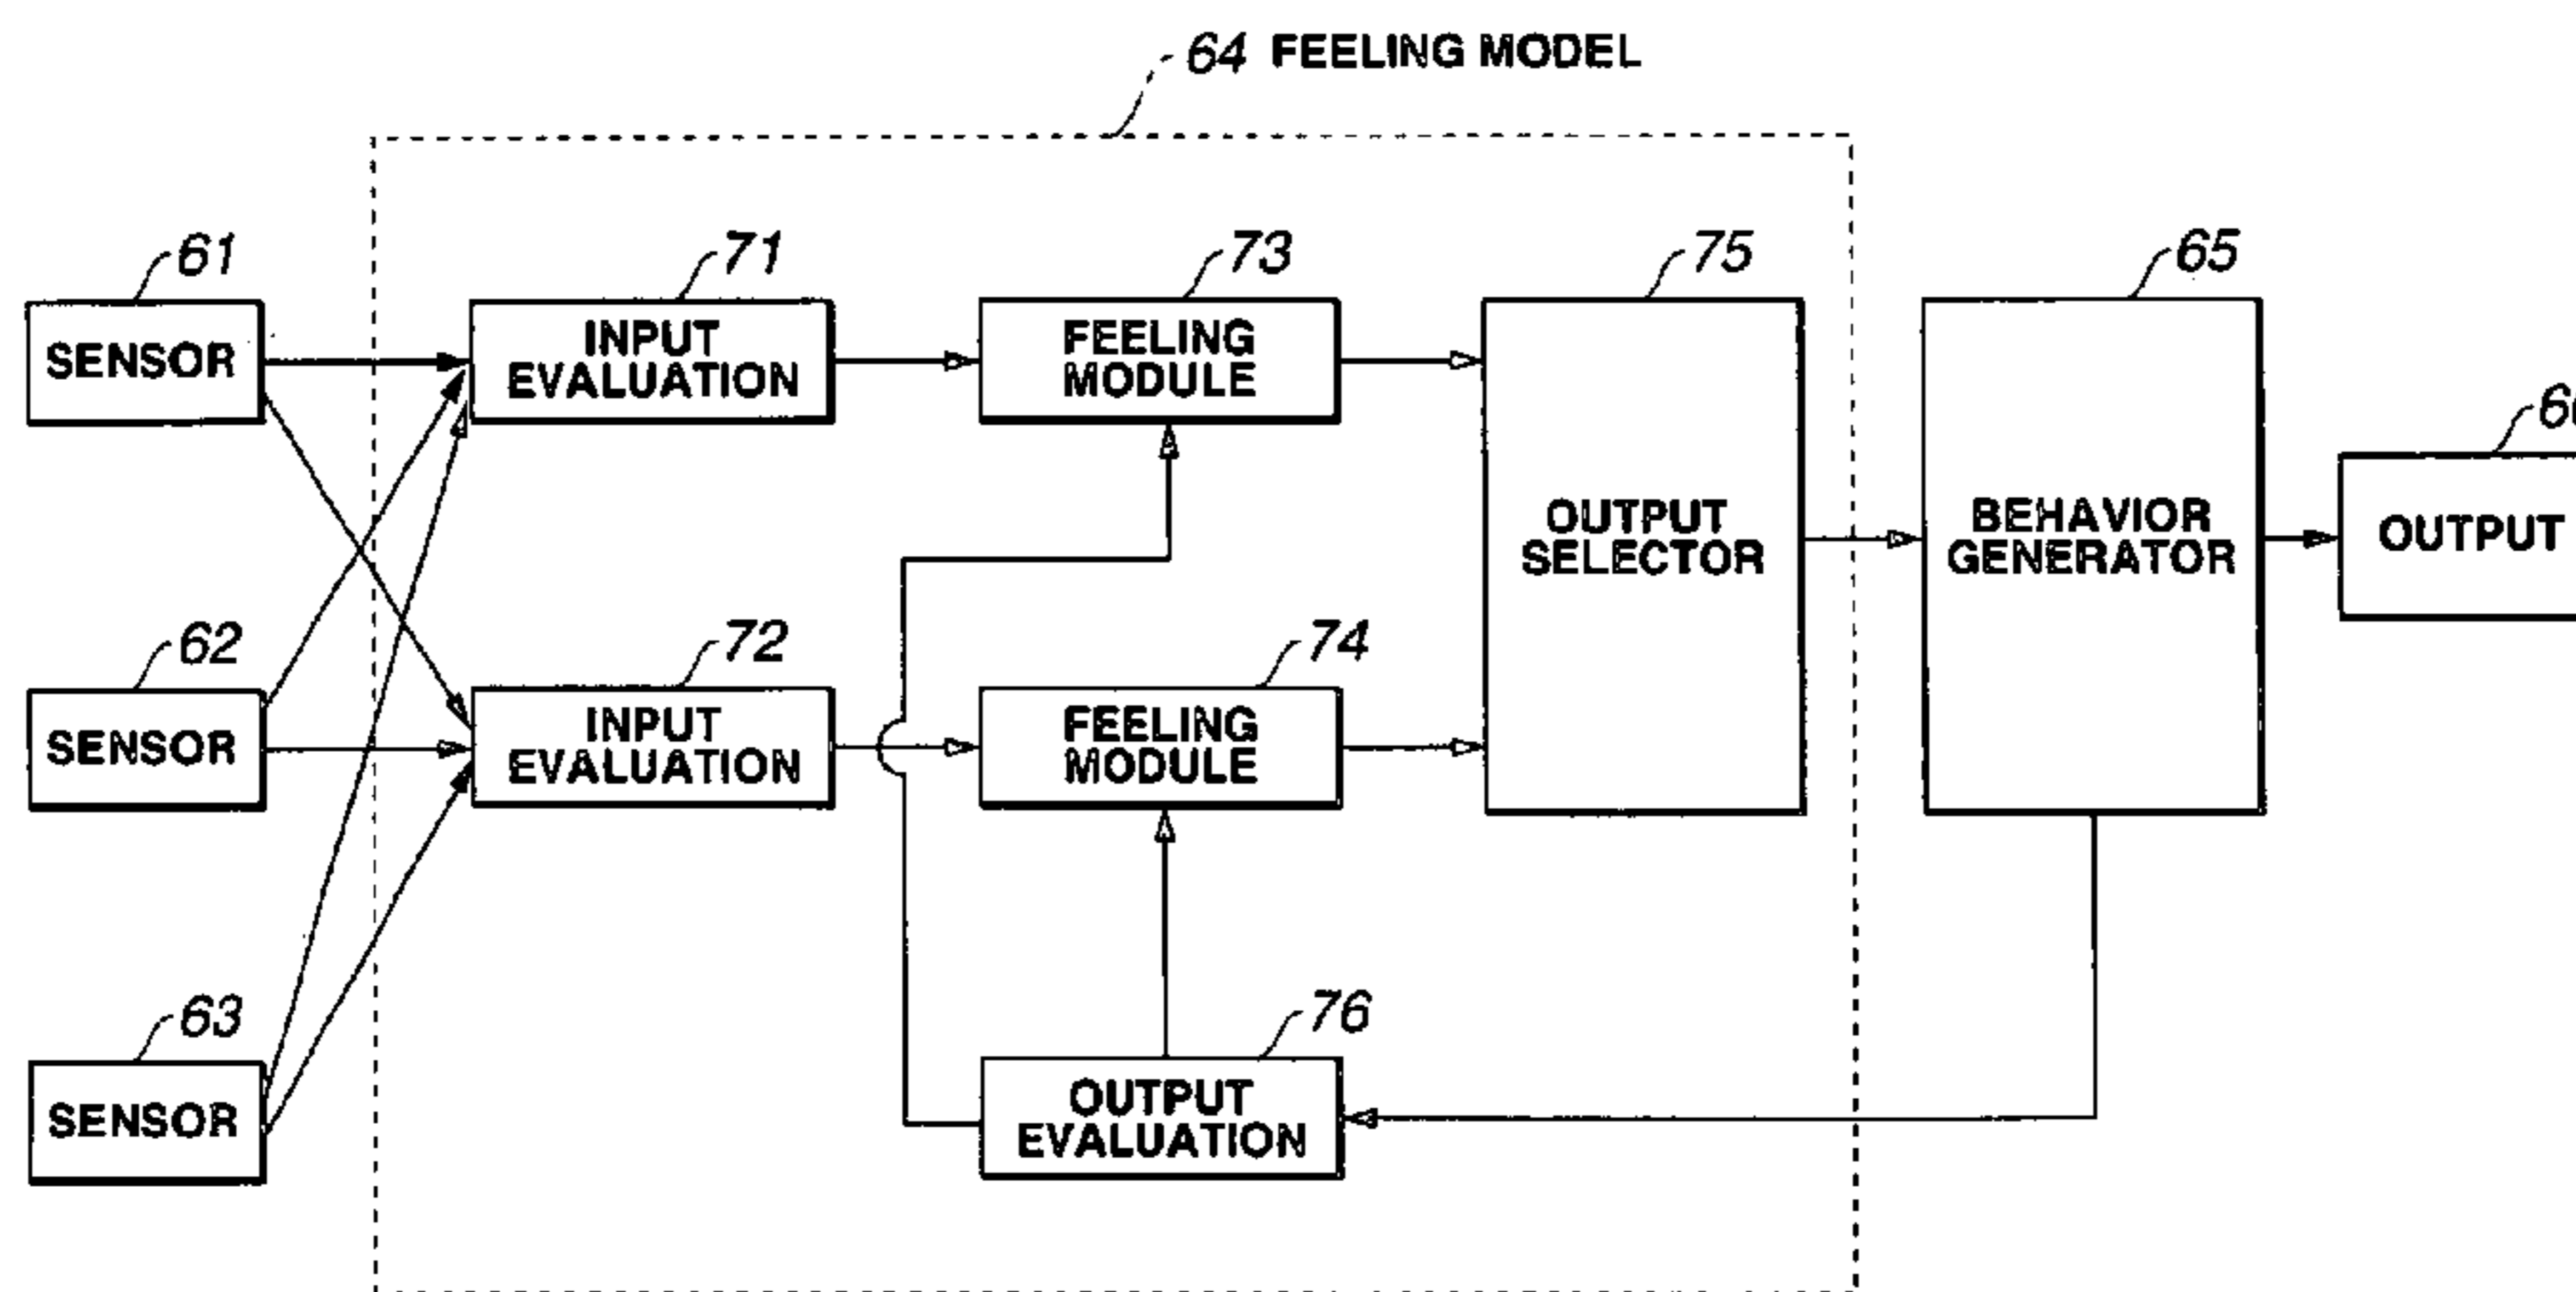 64 FEELING MODEL
61
71
73
75
65
SENSOR
INPUT
EVALUATION
FEELING
MODULE
OUTPUT
SELECTOR
BEHAVIOR
GENERATOR
OUTPUT
62
72
74
SENSOR
INPUT
EVALUATION
FEELING
MODULE
63
76
SENSOR
OUTPUT
EVALUATION